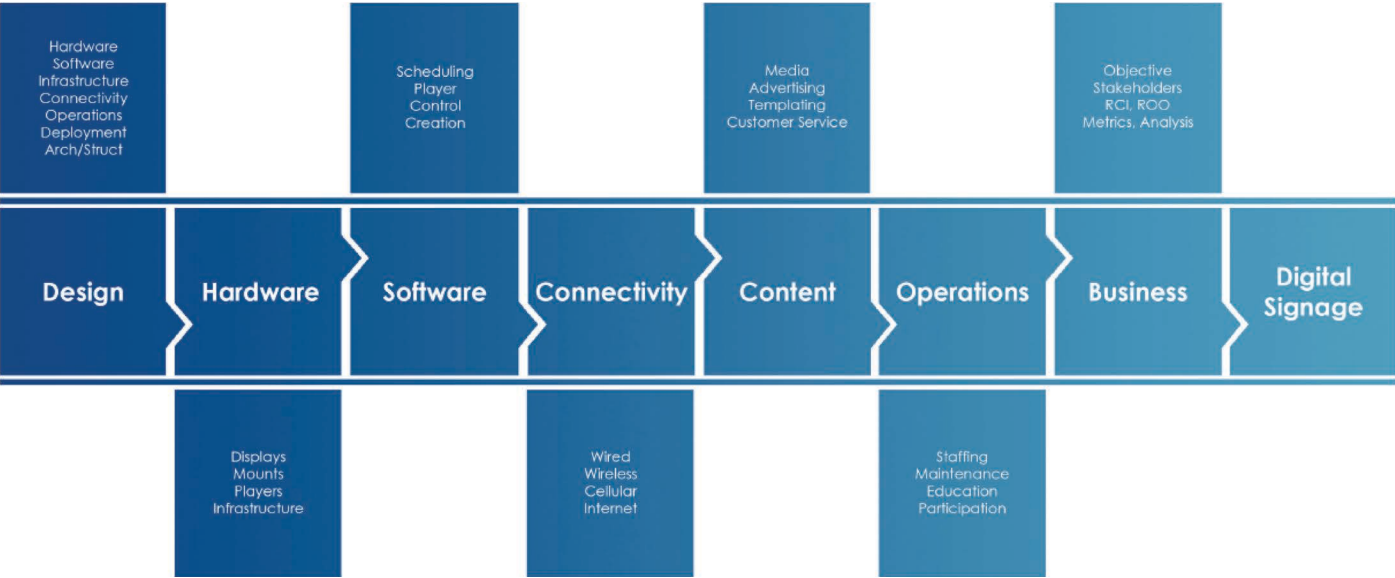 Hardware
Software
Infrastructure
Connectivity
Operations
Deployment
Arch/Struct
Scheduling
Player
Control
Creation
Media
Advertising
Templating
Customer Service
Objective
Stakeholders
RCI, ROO
Metrics, Analysis
Design
Hardware
Software
Connectivity
Content
Operations
Business
Digital
Signage
Displays
Mounts
Players
Infrastructure
Wired
Wireless
Cellular
Internet
Staffing
Maintenance
Education
Participation